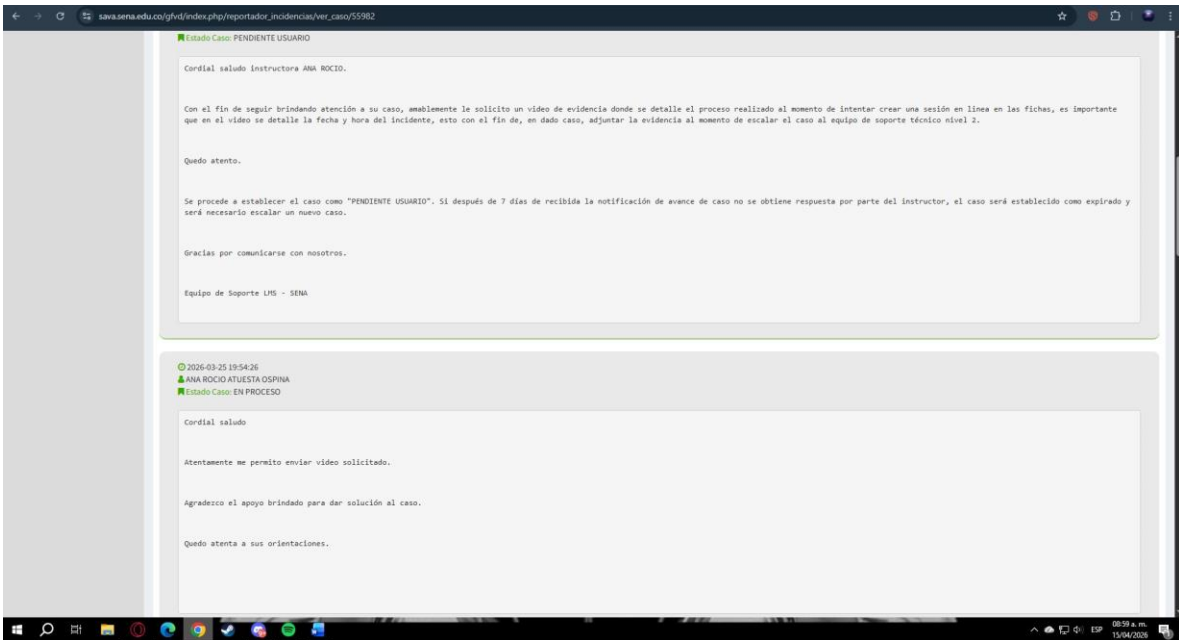 sava.sena.edu.co/gfvd/index.php/reportador_incidencias/ver_caso/55982
Estado Caso: PENDIENTE USUARIO
Cordial saludo instructora ANA ROCIO.
Con el fin de seguir brindando atención a su caso, amablemente le solicito un video de evidencia donde se detalle el proceso realizado al momento de intentar crear una sesión en linea en las fichas, es importante
que en el video se detalle la fecha y hora del incidente, esto con el fin de, en dado caso, adjuntar la evidencia al momento de escalar el caso al equipo de soporte técnico nivel 2.
Quedo atento.
Se procede a establecer el caso como "PENDIENTE USUARIO". Si después de 7 días de recibida la notificación de avance de caso no se obtiene respuesta por parte del instructor, el caso será establecido como expirado y
será necesario escalar un nuevo caso.
Gracias por comunicarse con nosotros.
Equipo de Soporte LMS - SENA
2026-03-25 19:54:26
ANA ROCIO ATUESTA OSPINA
Estado Caso: EN PROCESO
Cordial saludo
Atentamente me permito enviar video solicitado.
Agradezco el apoyo brindado para dar solución al caso.
Quedo atenta a sus orientaciones.
ESP
08:59 a. m.
15/04/2026